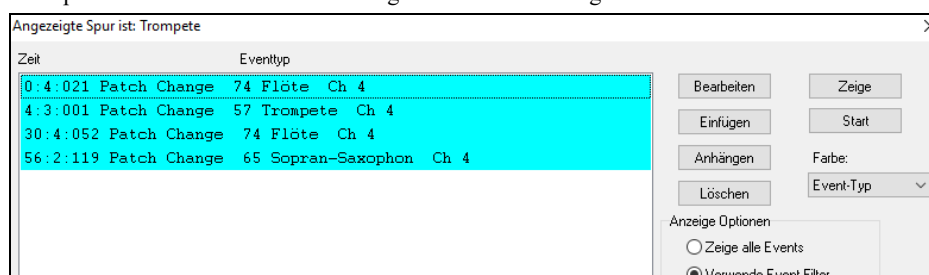 Angezeigte Spur ist: Trompete
Zeit Eventtyp
0:4:021 Patch Change 74 Flöte Ch 4
4:3:001 Patch Change 57 Trompete Ch 4
30:4:052 Patch Change 74 Flöte Ch 4
56:2:119 Patch Change 65 Sopran-Saxophon Ch 4
Bearbeiten Zeige
Einfügen Start
Anhängen Farbe:
Löschen Event-Typ
Anzeige Optionen
Zeige alle Events
Verwende Event Filter